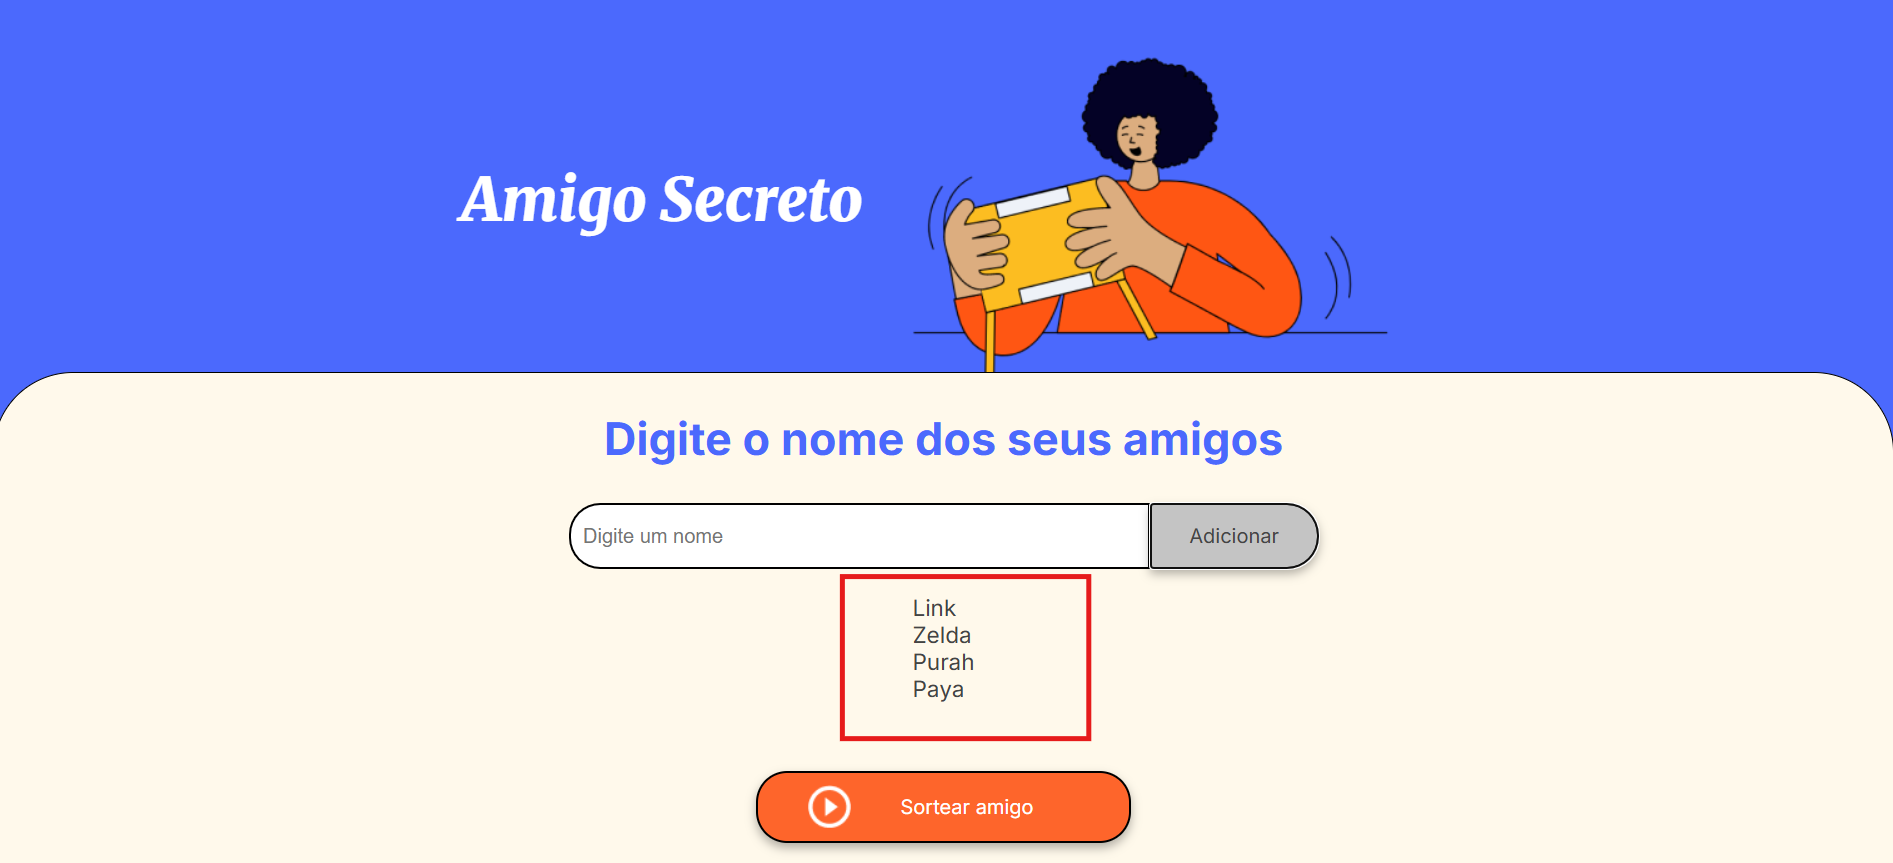 Amigo Secreto
Digite o nome dos seus amigos
Digite um nome
Adicionar
Link
Zelda
Purah
Paya
Sortear amigo